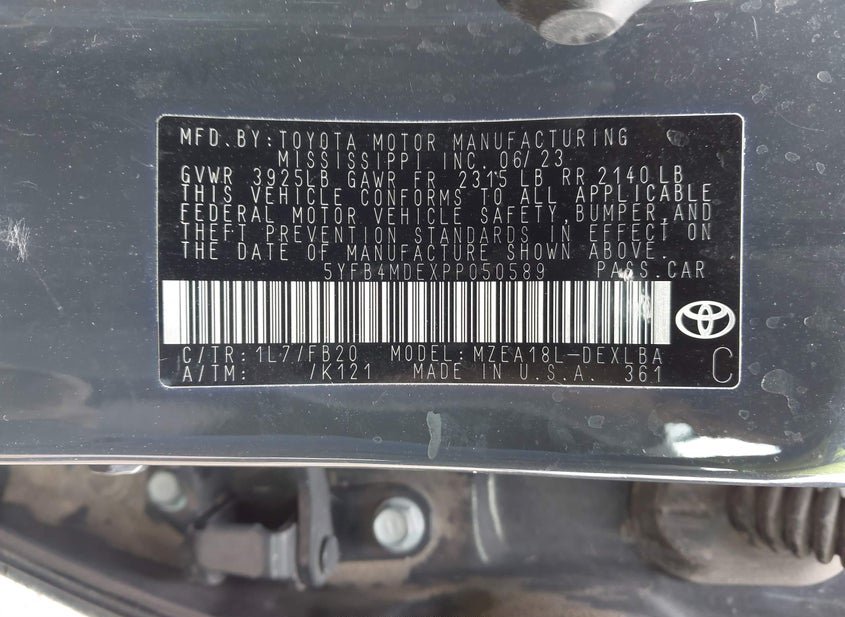 MFD.BY:TOYOTA MOTOR MANUFACTURING
MISSISSIPPI INC.06/23
GVWR 3925LB GAWR FR 2315 LB RR 2140 LB
THIS VEHICLE CONFORMS TO ALL APPLICABLE
FEDERAL MOTOR VEHICLE SAFETY,BUMPER,AND
THEFT PREVENTION STANDARDS IN EFFECT ON
THE DATE OF MANUFACTURE SHOWN ABOVE.
5YFB4MDEXPP050589 PASS.CAR
C/TR:1L7/FB20 MODEL:MZEA18L-DEXLBA
A/TM: /K121 MADE IN U.S.A. 361 C